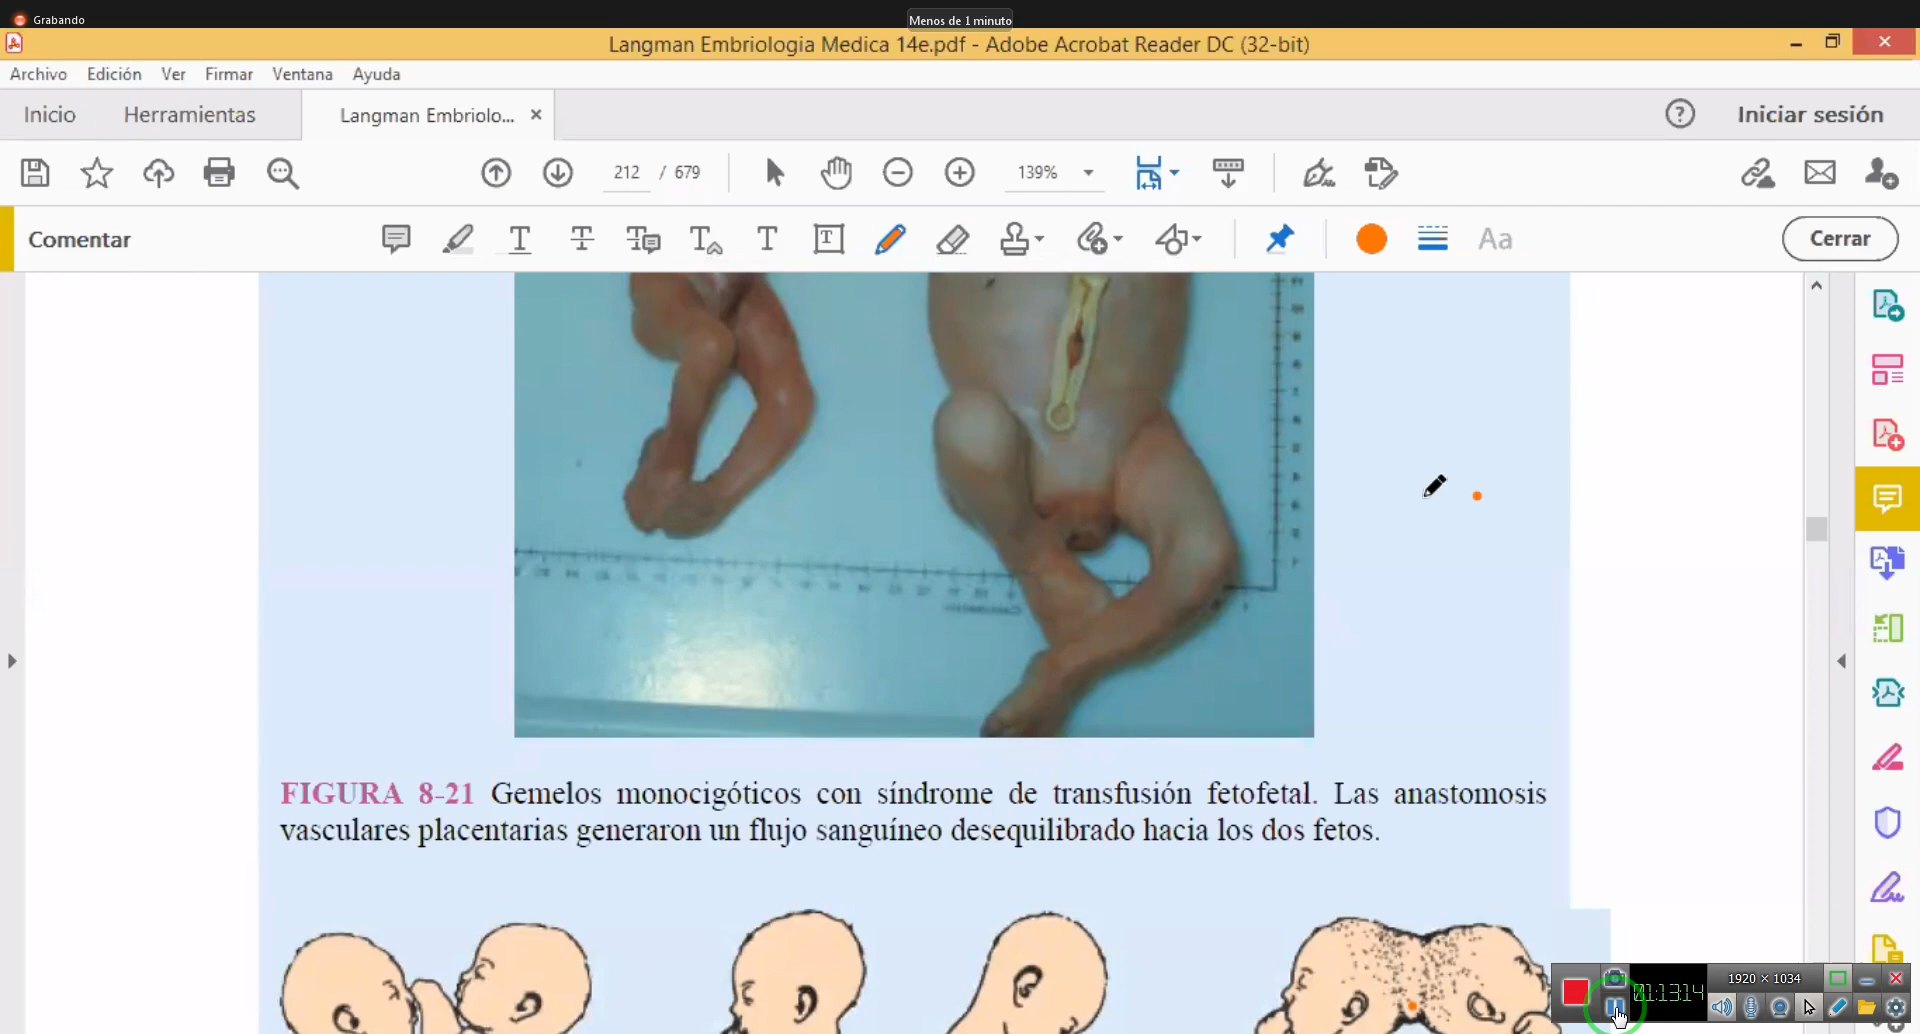 Grabando
Menos de 1 minuto
Langman Embriologia Medica 14e.pdf - Adobe Acrobat Reader DC (32-bit)
Archivo Edición Ver Firmar Ventana Ayuda
Inicio Herramientas Langman Embriolo... Iniciar sesión
212 / 679 139%
Comentar
Aa
Cerrar
FIGURA 8-21 Gemelos monocigóticos con síndrome de transfusión fetofetal. Las anastomosis
vasculares placentarias generaron un flujo sanguíneo desequilibrado hacia los dos fetos.
1920 × 1034
01:13:14